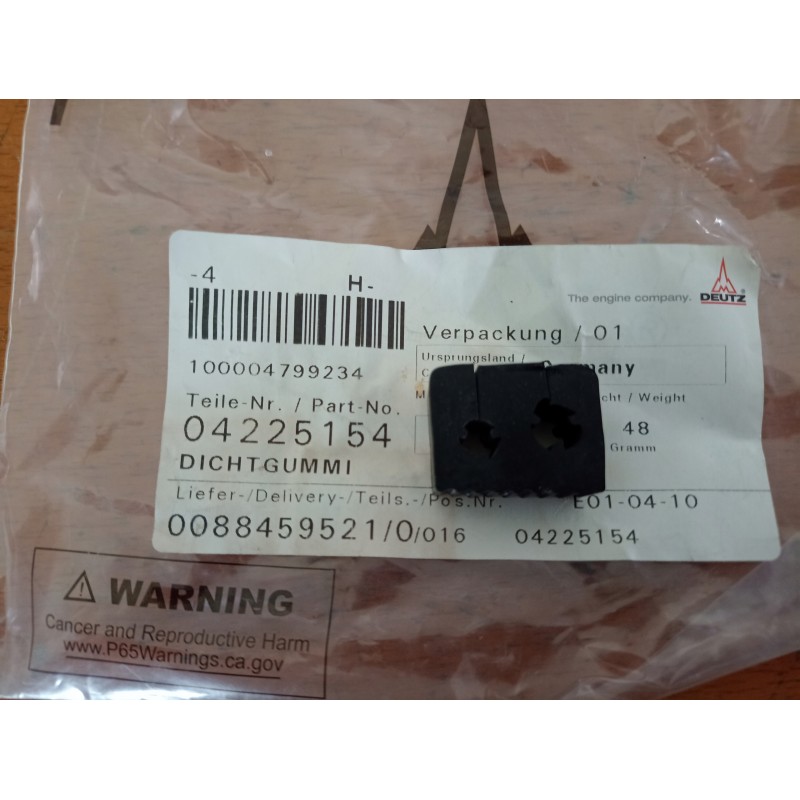 -4 H-
The engine company. DEUTZ
Verpackung / 01
100004799234
Ursprungsland /
Teile-Nr. / Part-No.
/ Weight
04225154
48
Gramm
DICHTGUMMI
Liefer-/Delivery-/Teils.-/Pos.Nr. E01-04-10
0088459521/0/016 04225154
WARNING
Cancer and Reproductive Harm
www.P65Warnings.ca.gov